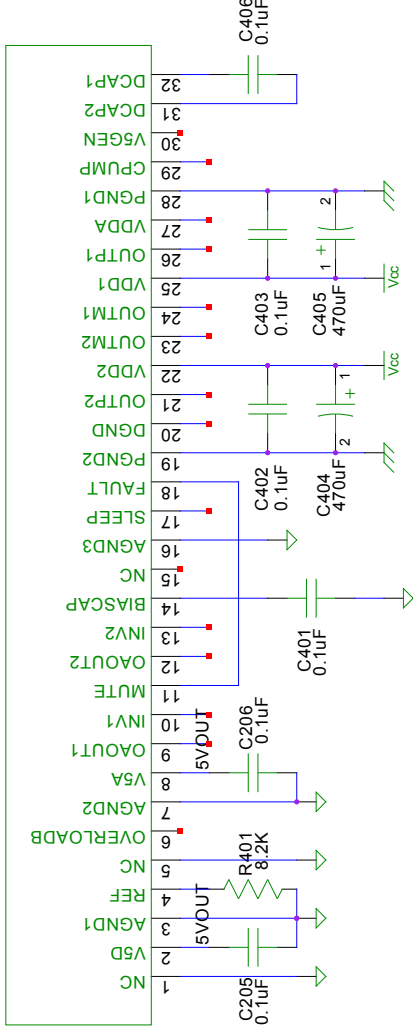 C406
0.1uF
DCAP1
32
DCAP2
31
V5GEN
30
CPUMP
29
PGND1
28
VDDA
27
OUTP1
26
VDD1
25
OUTM1
24
OUTM2
23
VDD2
22
OUTP2
21
DGND
20
PGND2
19
FAULT
18
SLEEP
17
AGND3
16
NC
15
BIASCAP
14
INV2
13
OAOUT2
12
MUTE
11
INV1
10
OAOUT1
9
V5A
8
AGND2
7
OVERLOADB
6
NC
5
REF
4
AGND1
3
V5D
2
NC
1
2
+
1
C403
0.1uF
C405
470uF
Vcc
Vcc
1
+
2
C402
0.1uF
C404
470uF
C401
0.1uF
5VOUT
C206
0.1uF
R401
8.2K
5VOUT
C205
0.1uF